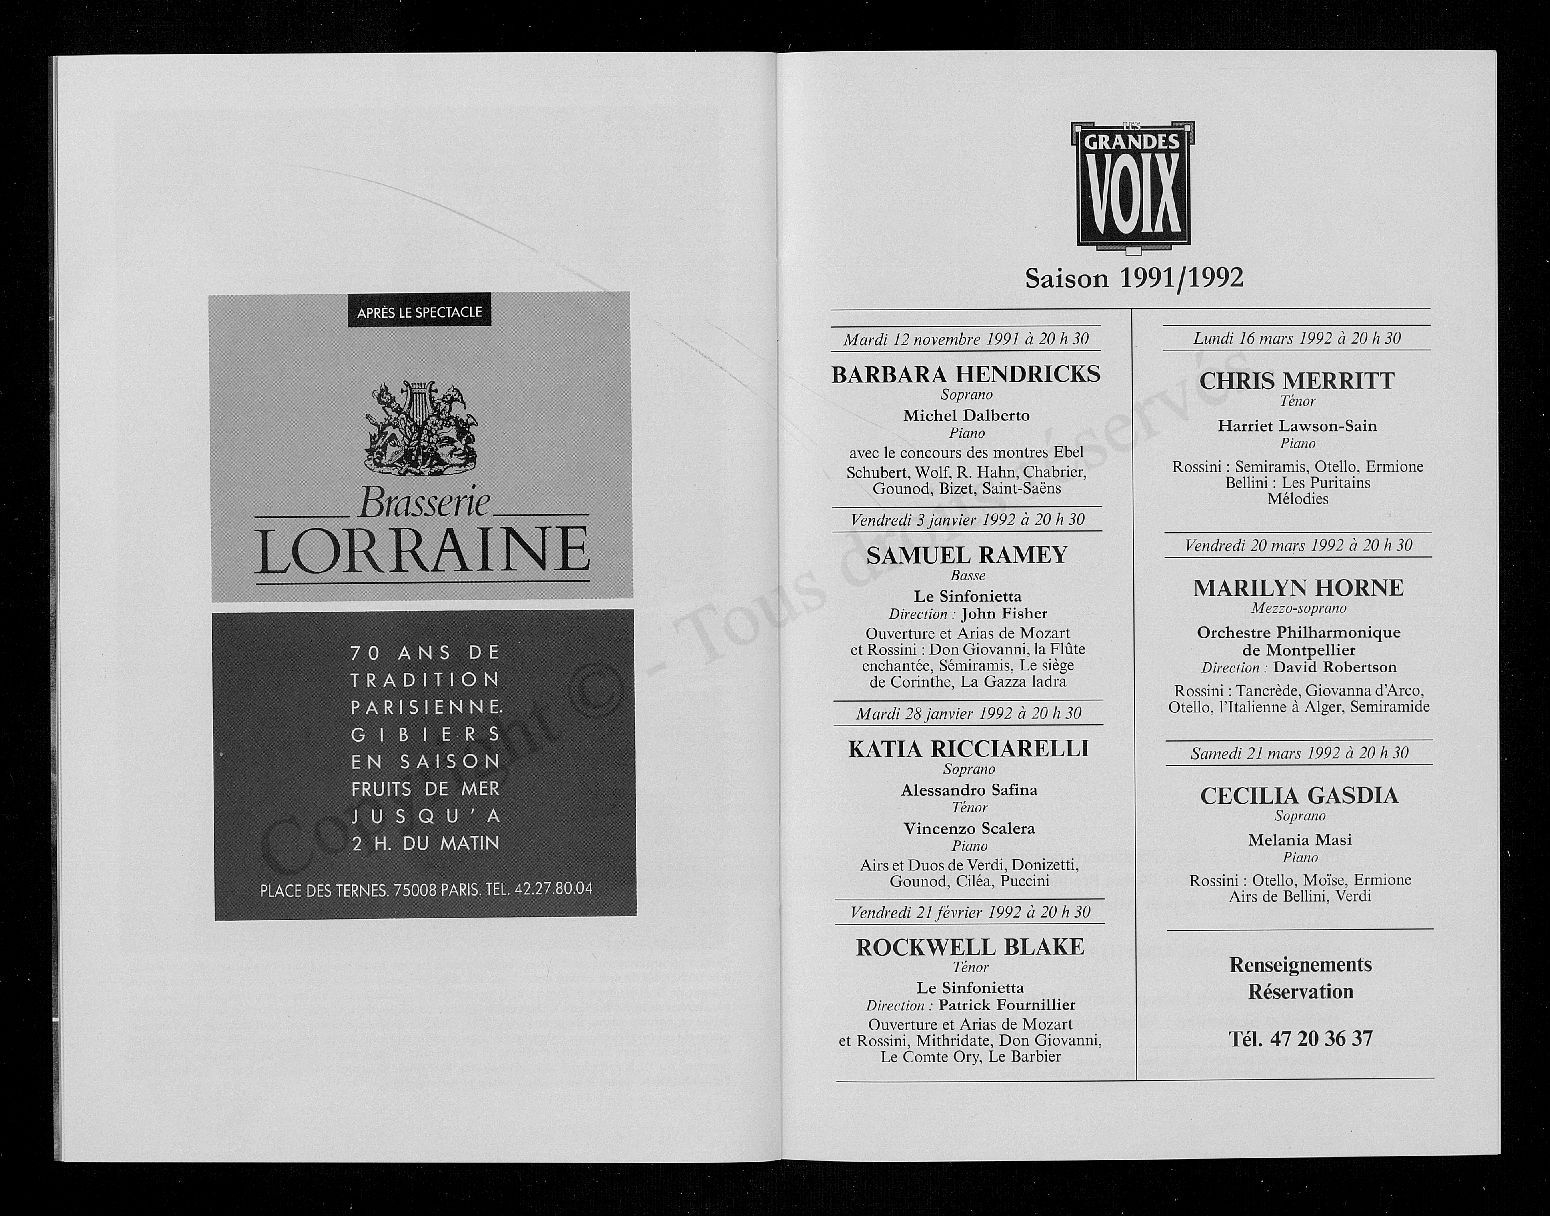 APRÈS LE SPECTACLE
Brasserie
LORRAINE
70 ANS DE
TRADITION
PARISIENNE.
GIBIERS
EN SAISON
FRUITS DE MER
JUSQU'A
2 H. DU MATIN
PLACE DES TERNES. 75008 PARIS. TEL. 42.27.80.04
LES
GRANDES
VOIX
Saison 1991/1992
Mardi 12 novembre 1991 à 20 h 30
BARBARA HENDRICKS
Soprano
Michel Dalberto
Piano
avec le concours des montres Ebel
Schubert, Wolf, R. Hahn, Chabrier,
Gounod, Bizet, Saint-Saëns
Vendredi 3 janvier 1992 à 20 h 30
SAMUEL RAMEY
Basse
Le Sinfonietta
Direction : John Fisher
Ouverture et Arias de Mozart
et Rossini : Don Giovanni, la Flûte
enchantée, Sémiramis, Le siège
de Corinthe, La Gazza ladra
Mardi 28 janvier 1992 à 20 h 30
KATIA RICCIARELLI
Soprano
Alessandro Safina
Ténor
Vincenzo Scalera
Piano
Airs et Duos de Verdi, Donizetti,
Gounod, Ciléa, Puccini
Vendredi 21 février 1992 à 20 h 30
ROCKWELL BLAKE
Ténor
Le Sinfonietta
Direction : Patrick Fournillier
Ouverture et Arias de Mozart
et Rossini, Mithridate, Don Giovanni,
Le Comte Ory, Le Barbier
Lundi 16 mars 1992 à 20 h 30
CHRIS MERRITT
Ténor
Harriet Lawson-Sain
Piano
Rossini : Semiramis, Otello, Ermione
Bellini : Les Puritains
Mélodies
Vendredi 20 mars 1992 à 20 h 30
MARILYN HORNE
Mezzo-soprano
Orchestre Philharmonique
de Montpellier
Direction : David Robertson
Rossini : Tancrède, Giovanna d'Arco,
Otello, l'Italienne à Alger, Semiramide
Samedi 21 mars 1992 à 20 h 30
CECILIA GASDIA
Soprano
Melania Masi
Piano
Rossini : Otello, Moïse, Ermione
Airs de Bellini, Verdi
Renseignements
Réservation
Tél. 47 20 36 37
Copyright © - Tous droits réservés